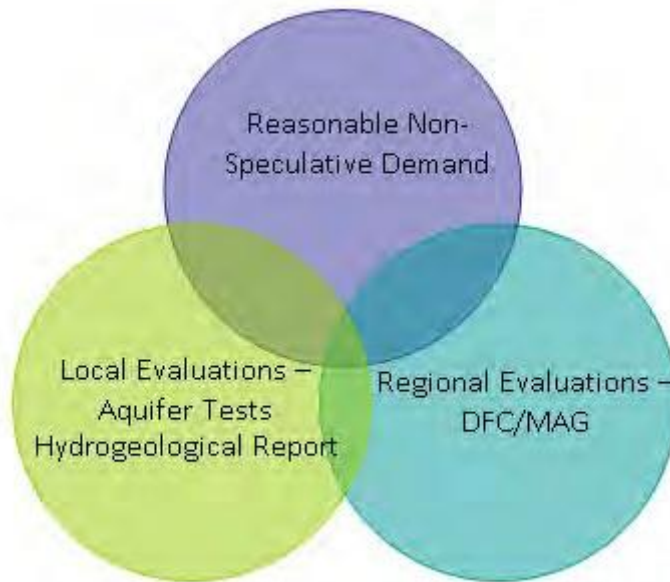 Reasonable Non-
Speculative Demand
Local Evaluations –
Aquifer Tests
Hydrogeological Report
Regional Evaluations –
DFC/MAG